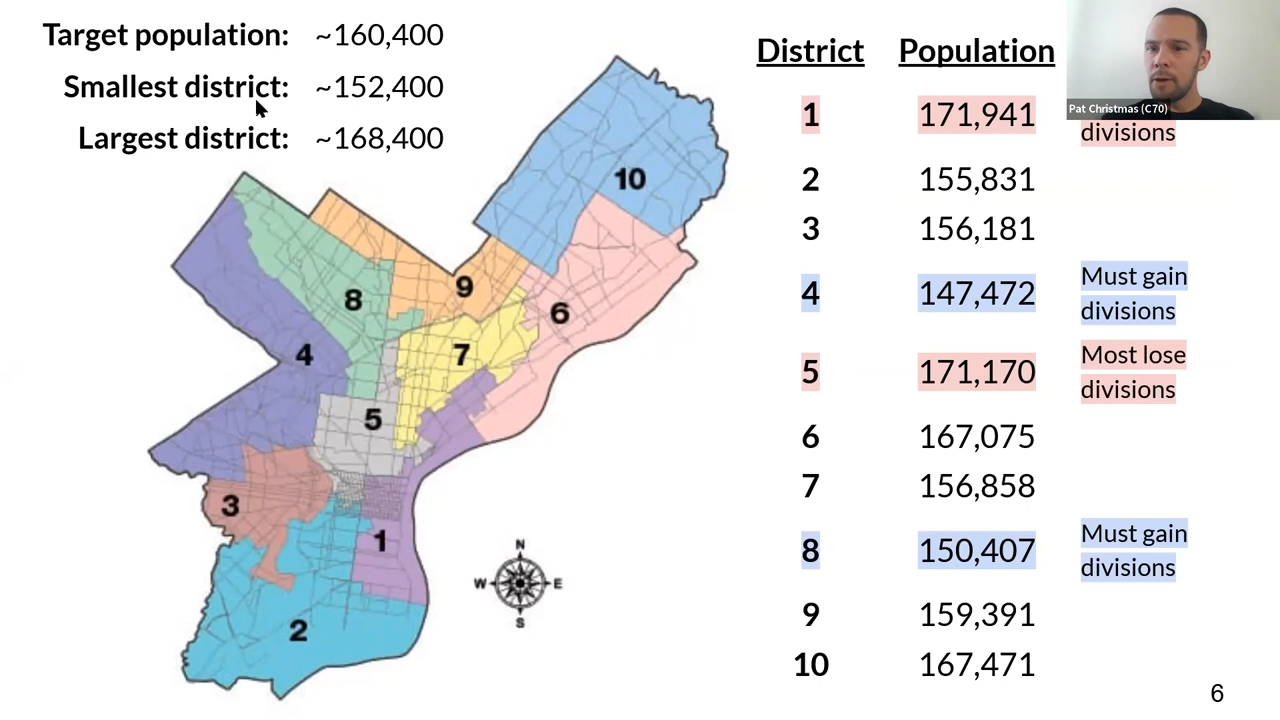 Target population: ~160,400
Smallest district: ~152,400
Largest district: ~168,400
District Population
Pat Christmas (C70)
1 171,941
divisions
2 155,831
3 156,181
4 147,472 Must gain
divisions
5 171,170 Most lose
divisions
6 167,075
7 156,858
8 150,407 Must gain
divisions
9 159,391
10 167,471
10
9
8
6
4
7
5
3
1
2
N
W E
S
6